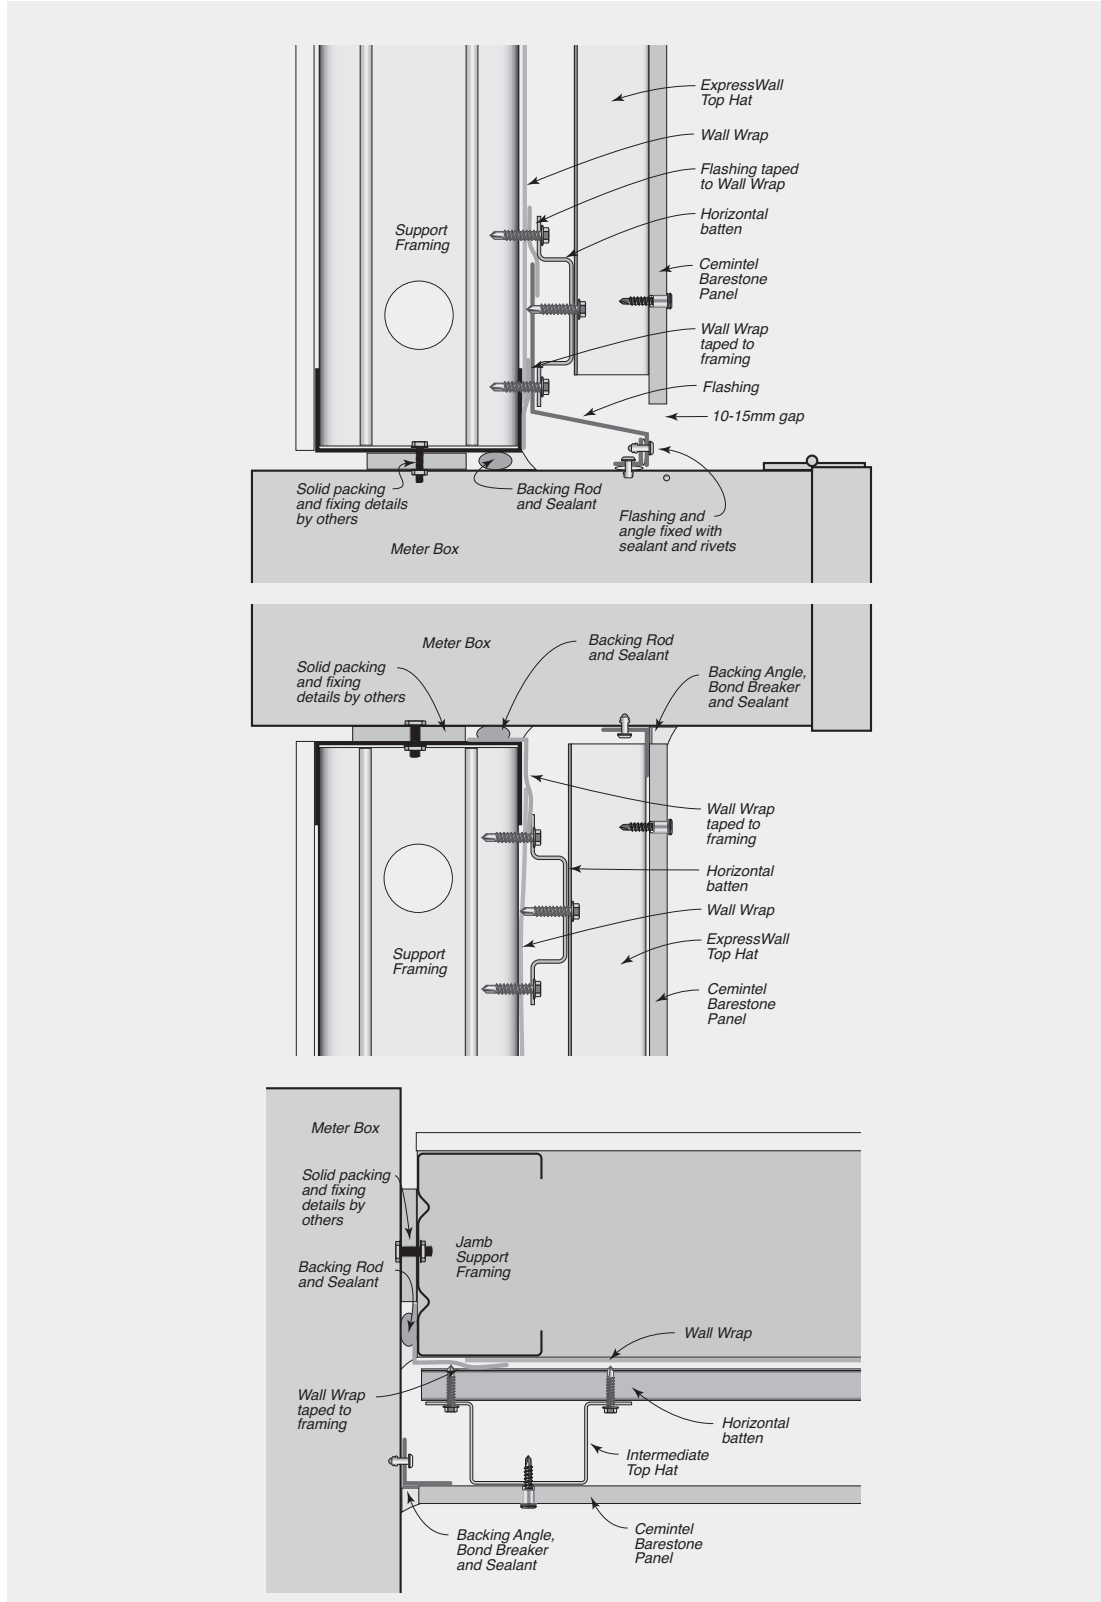 ExpressWall
Top Hat
Wall Wrap
Flashing taped
to Wall Wrap
Horizontal
batten
Support
Framing
Cemintel
Barestone
Panel
Wall Wrap
taped to
framing
Flashing
10-15mm gap
Solid packing
and fixing details
by others
Backing Rod
and Sealant
Flashing and
angle fixed with
sealant and rivets
Meter Box
Meter Box
Backing Rod
and Sealant
Solid packing
and fixing
details by others
Backing Angle,
Bond Breaker
and Sealant
Wall Wrap
taped to
framing
Horizontal
batten
Wall Wrap
Support
Framing
ExpressWall
Top Hat
Cemintel
Barestone
Panel
Meter Box
Solid packing
and fixing
details by
others
Jamb
Support
Framing
Backing Rod
and Sealant
Wall Wrap
Wall Wrap
taped to
framing
Horizontal
batten
Intermediate
Top Hat
Backing Angle,
Bond Breaker
and Sealant
Cemintel
Barestone
Panel